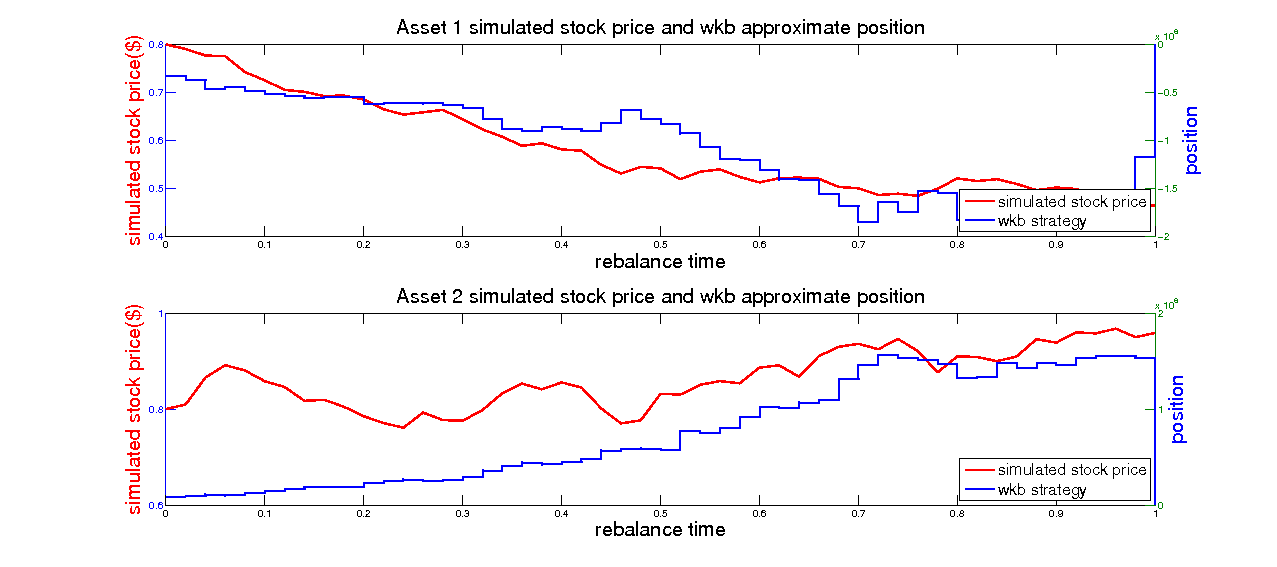 Asset 1 simulated stock price and wkb approximate position
simulated stock price($)
0.8
0.7
0.6
0.5
0.4
0
-0.5
-1
-1.5
-2
position
simulated stock price
wkb strategy
0 0.1 0.2 0.3 0.4 0.5 0.6 0.7 0.8 0.9 1
rebalance time
Asset 2 simulated stock price and wkb approximate position
simulated stock price($)
1
0.8
0.6
2
1
0
position
simulated stock price
wkb strategy
0 0.1 0.2 0.3 0.4 0.5 0.6 0.7 0.8 0.9 1
rebalance time